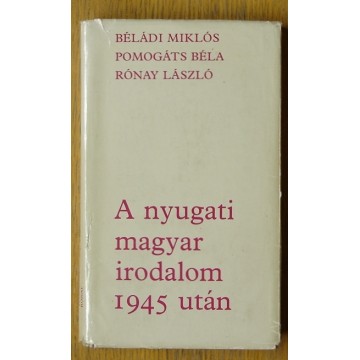 BÉLÁDI MIKLÓS
POMOGÁTS BÉLA
RÓNAY LÁSZLÓ
A nyugati
magyar
irodalom
1945 után